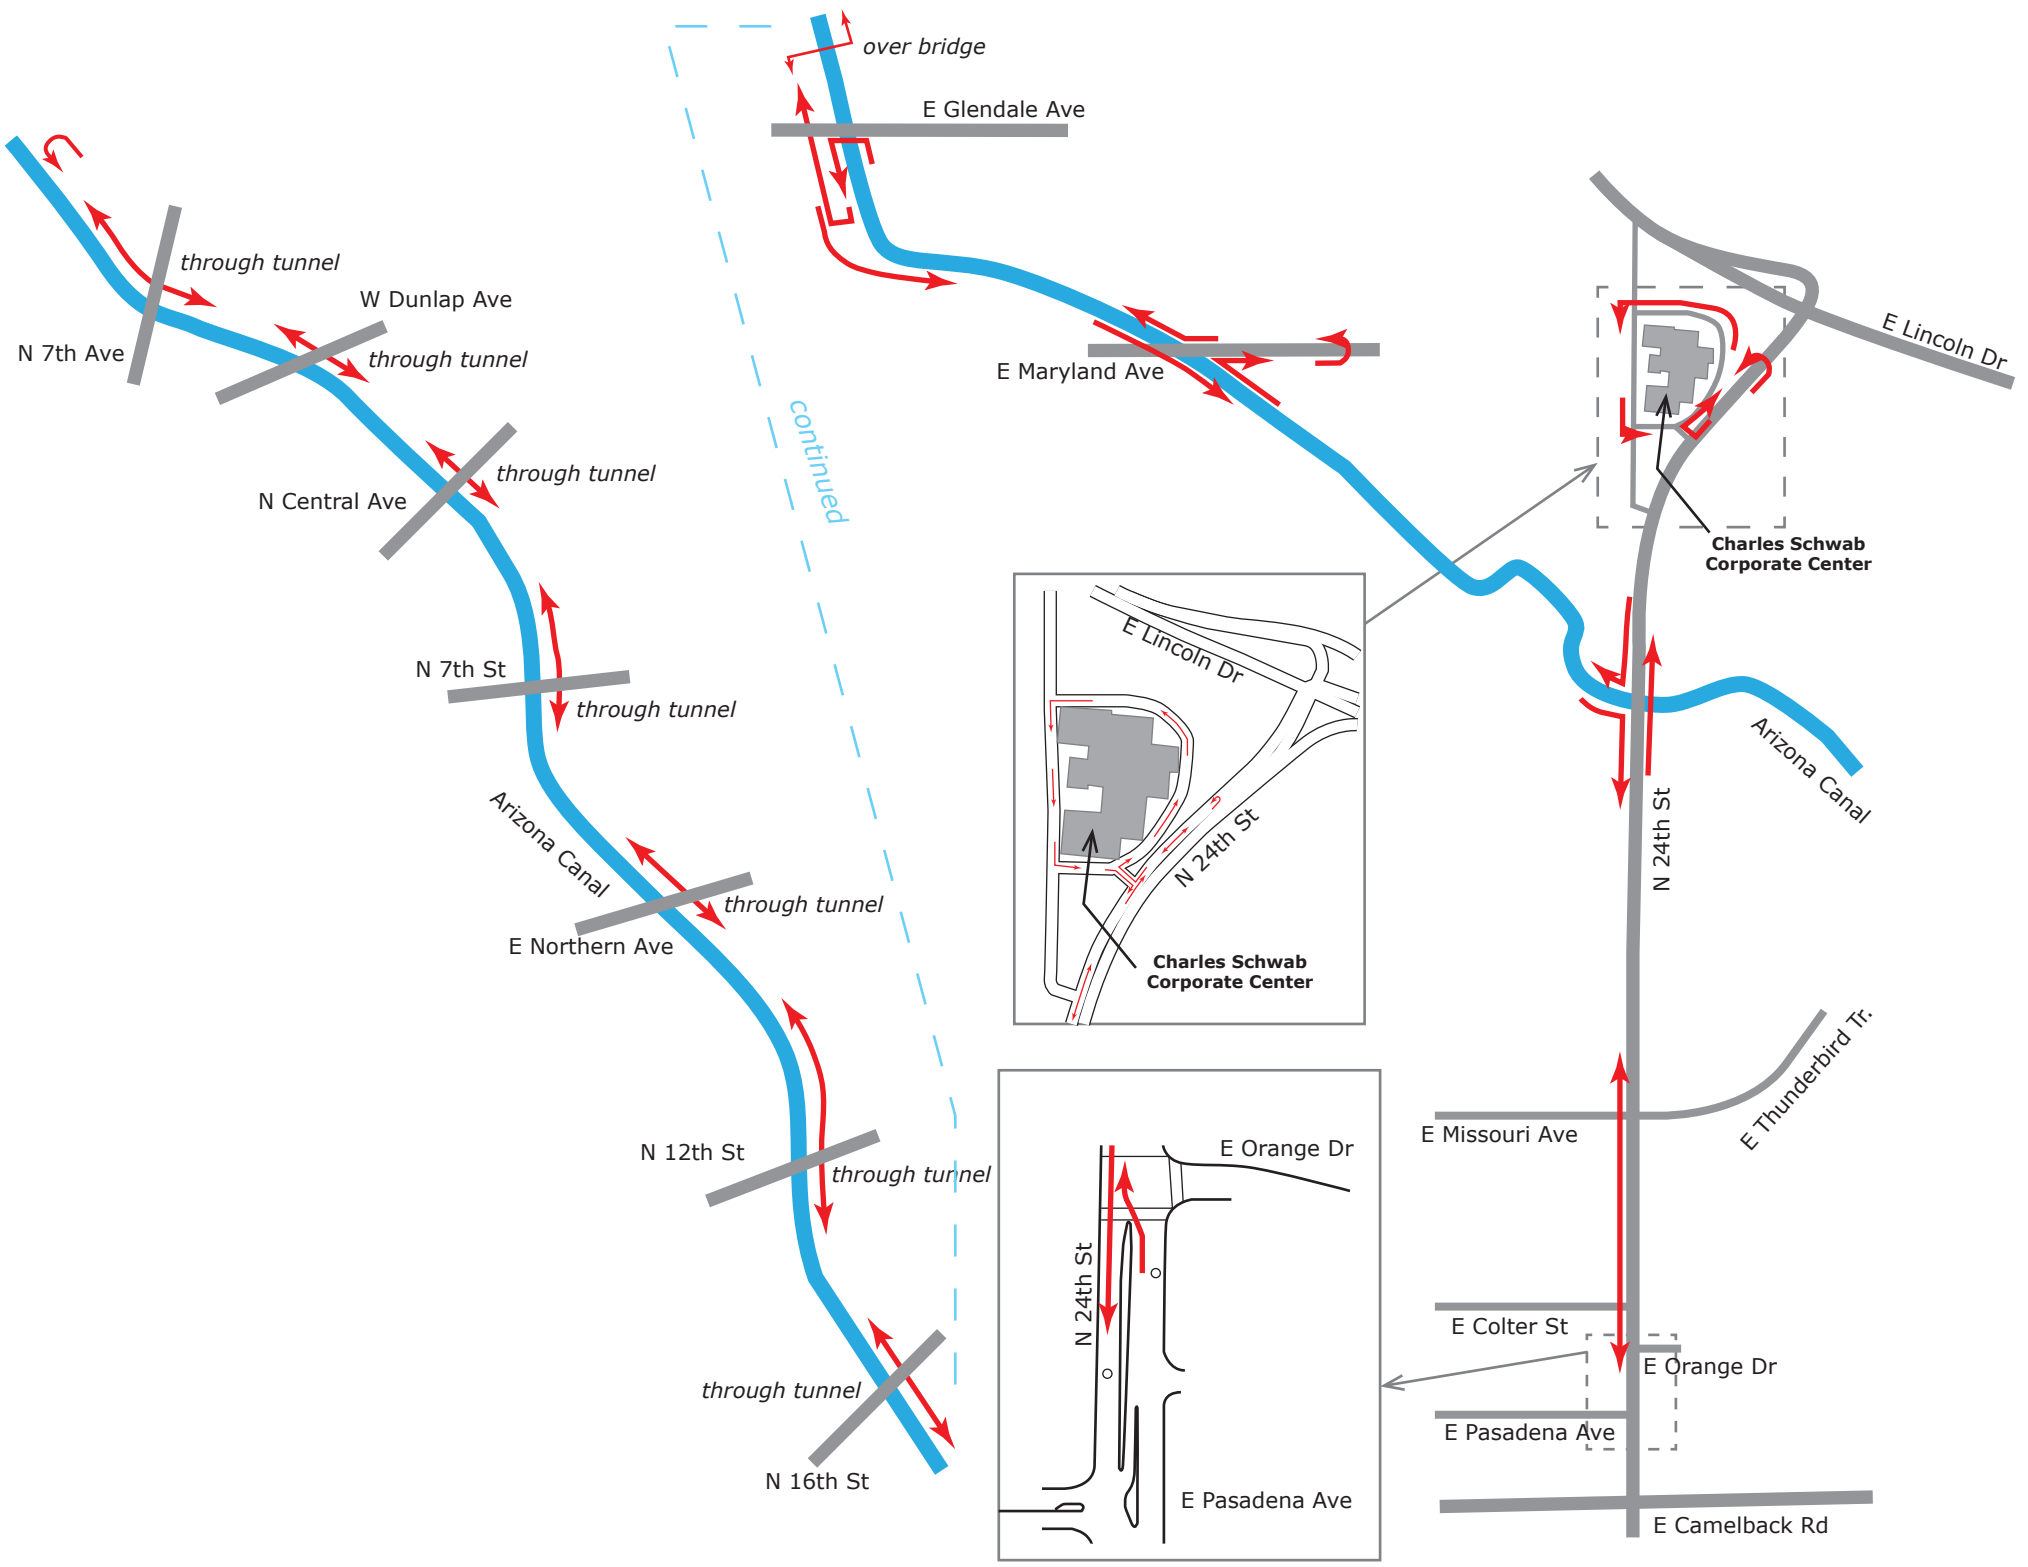 over bridge
E Glendale Ave
through tunnel
W Dunlap Ave
N 7th Ave
through tunnel
E Lincoln Dr
E Maryland Ave
continued
through tunnel
N Central Ave
Charles Schwab
Corporate Center
E Lincoln Dr
N 7th St
through tunnel
Arizona Canal
Arizona Canal
N 24th St
N 24th St
through tunnel
E Northern Ave
Charles Schwab
Corporate Center
E Thunderbird Tr.
E Missouri Ave
E Orange Dr
N 12th St
through tunnel
N 24th St
E Colter St
E Orange Dr
through tunnel
E Pasadena Ave
N 16th St
E Pasadena Ave
E Camelback Rd